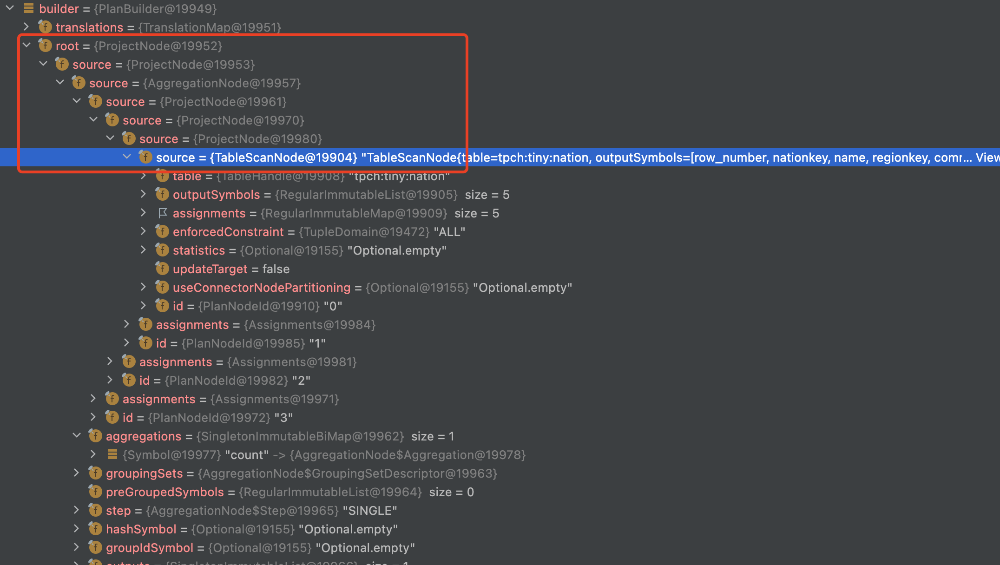 builder = {PlanBuilder@19949}
translations = {TranslationMap@19951}
root = {ProjectNode@19952}
source = {ProjectNode@19953}
source = {AggregationNode@19957}
source = {ProjectNode@19961}
source = {ProjectNode@19970}
source = {ProjectNode@19980}
source = {TableScanNode@19904} "TableScanNode{table=tpch:tiny:nation, outputSymbols=[row_number, nationkey, name, regionkey, comr... View
table = {TableHandle@19908} "tpch:tiny:nation"
outputSymbols = {RegularImmutableList@19905} size = 5
assignments = {RegularImmutableMap@19909} size = 5
enforcedConstraint = {TupleDomain@19472} "ALL"
statistics = {Optional@19155} "Optional.empty"
updateTarget = false
useConnectorNodePartitioning = {Optional@19155} "Optional.empty"
id = {PlanNodeId@19910} "0"
assignments = {Assignments@19984}
id = {PlanNodeId@19985} "1"
assignments = {Assignments@19981}
id = {PlanNodeId@19982} "2"
assignments = {Assignments@19971}
id = {PlanNodeId@19972} "3"
aggregations = {SingletonImmutableBiMap@19962} size = 1
{Symbol@19977} "count" -> {AggregationNode$Aggregation@19978}
groupingSets = {AggregationNode$GroupingSetDescriptor@19963}
preGroupedSymbols = {RegularImmutableList@19964} size = 0
step = {AggregationNode$Step@19965} "SINGLE"
hashSymbol = {Optional@19155} "Optional.empty"
groupIdSymbol = {Optional@19155} "Optional.empty"
outputs = {SingletonImmutableList@19966} size = 1